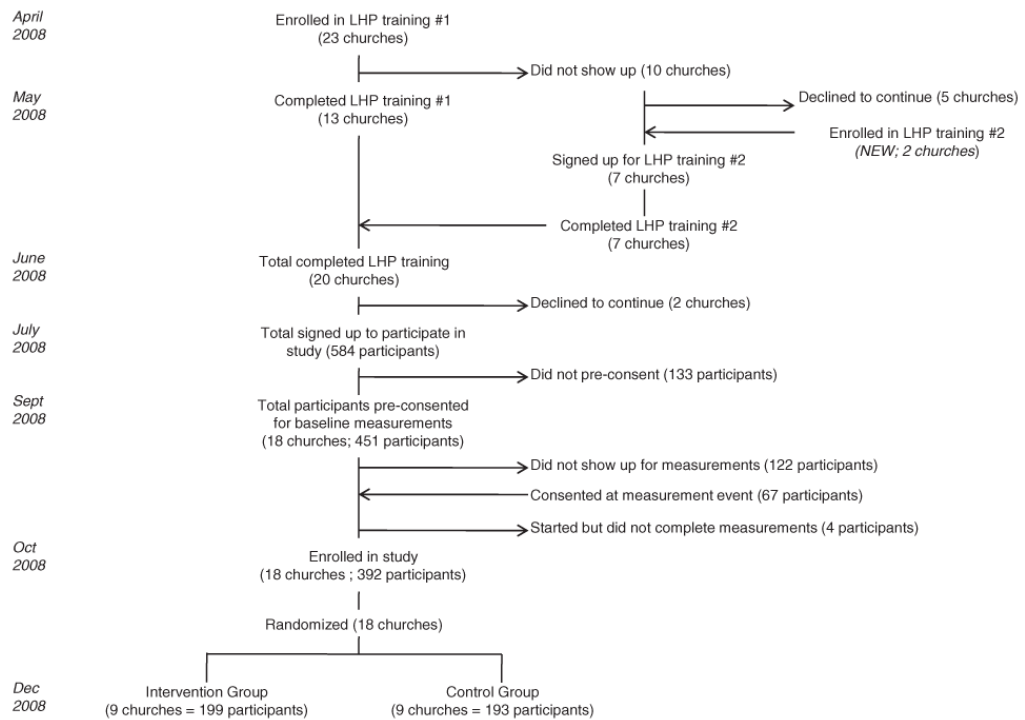 April
2008
Enrolled in LHP training #1
(23 churches)
Did not show up (10 churches)
May
2008
Completed LHP training #1
(13 churches)
Declined to continue (5 churches)
Enrolled in LHP training #2
(NEW; 2 churches)
Signed up for LHP training #2
(7 churches)
Completed LHP training #2
(7 churches)
June
2008
Total completed LHP training
(20 churches)
Declined to continue (2 churches)
July
2008
Total signed up to participate in
study (584 participants)
Did not pre-consent (133 participants)
Sept
2008
Total participants pre-consented
for baseline measurements
(18 churches; 451 participants)
Did not show up for measurements (122 participants)
Consented at measurement event (67 participants)
Started but did not complete measurements (4 participants)
Oct
2008
Enrolled in study
(18 churches ; 392 participants)
Randomized (18 churches)
Dec
2008
Intervention Group
(9 churches = 199 participants)
Control Group
(9 churches = 193 participants)